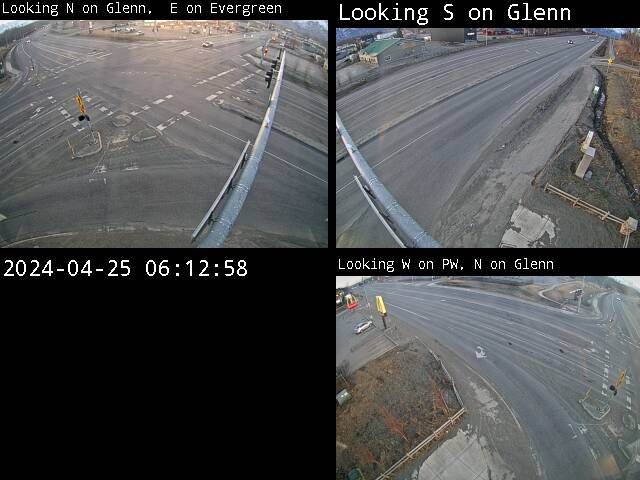 Looking N on Glenn,  E on Evergreen
Looking S on Glenn
2024-04-25 06:12:58
Looking W on PW, N on Glenn